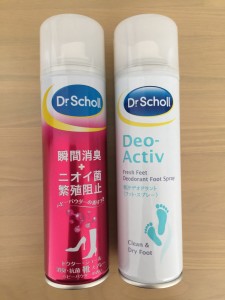 Dr.Scholl
瞬間消臭
+
ニオイ菌
繁殖阻止
Dr.Scholl
Deo-
Activ
Fresh Feet
Deodorant Foot Spray
Clean &
Dry Foot